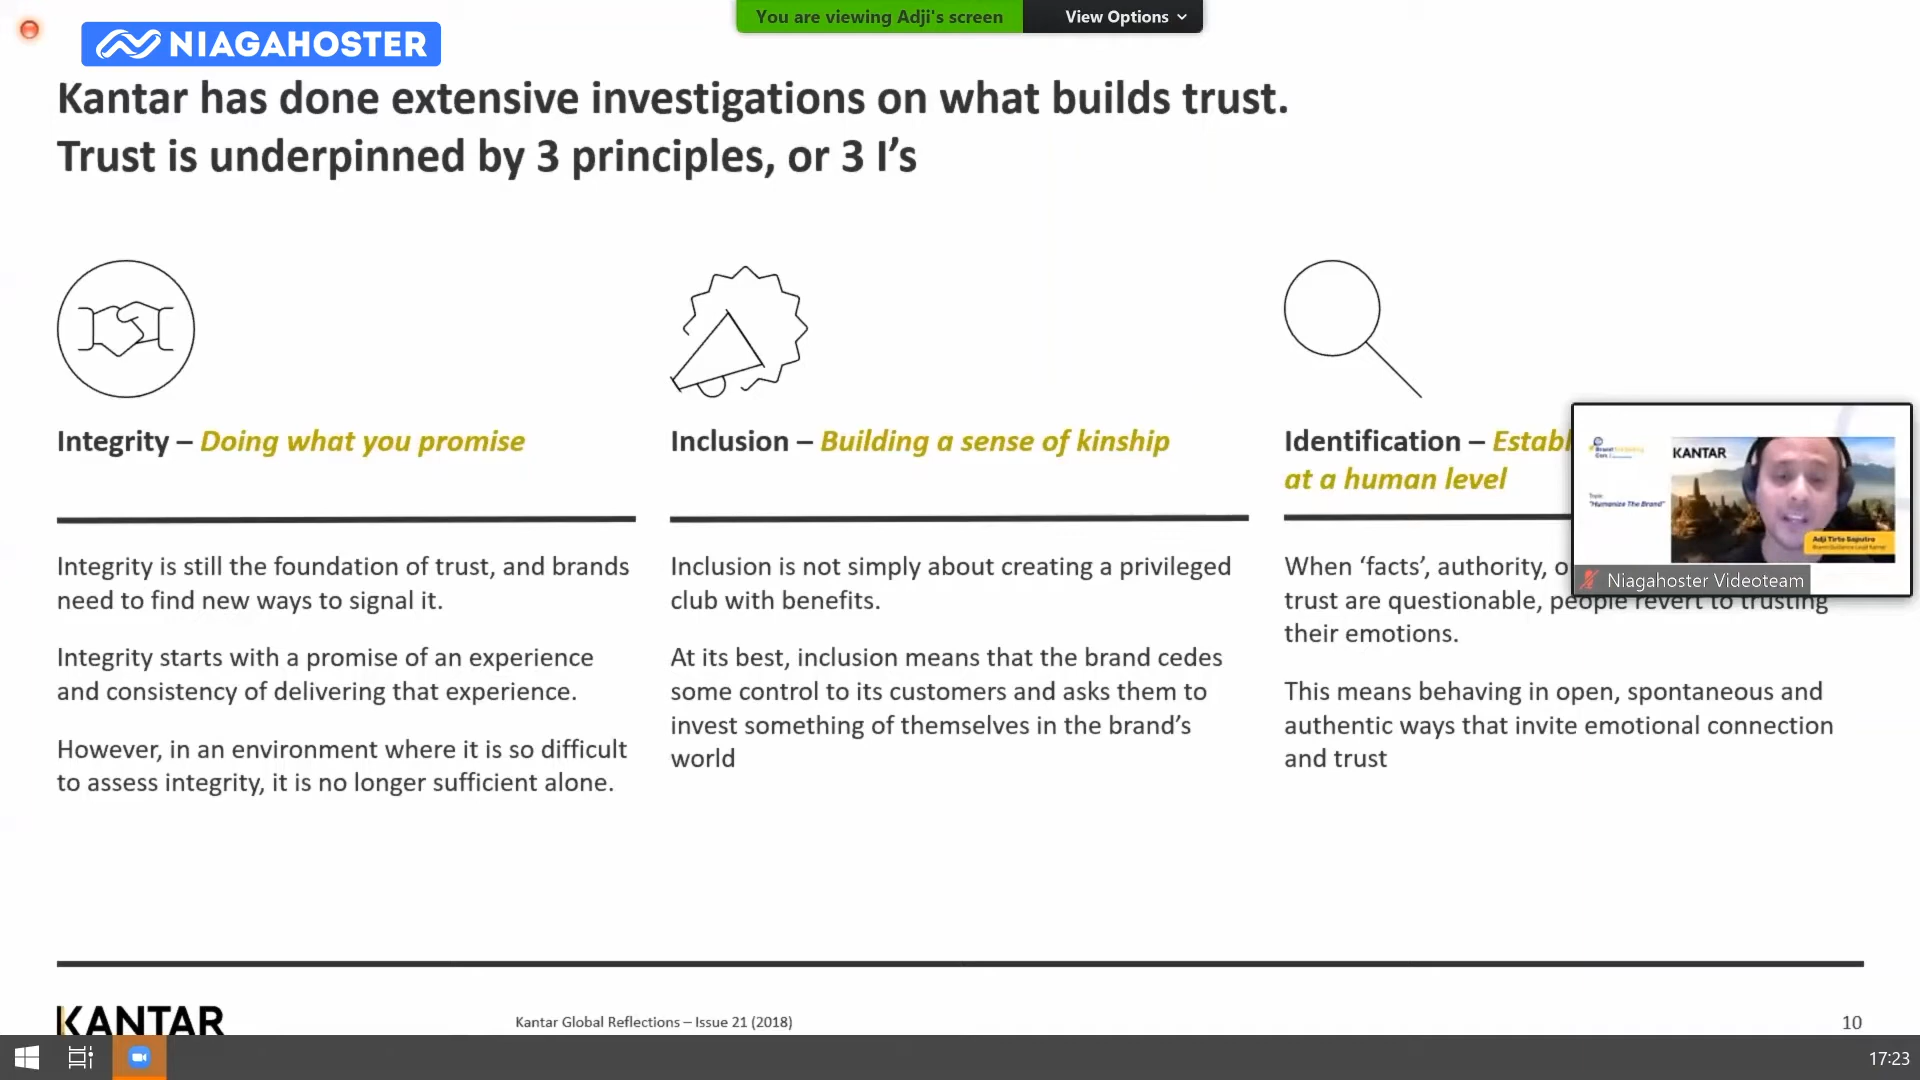 You are viewing Adji's screen
View Options
NIAGAHOSTER
Kantar has done extensive investigations on what builds trust.
Trust is underpinned by 3 principles, or 3 I’s
Integrity – Doing what you promise
Integrity is still the foundation of trust, and brands
need to find new ways to signal it.
Integrity starts with a promise of an experience
and consistency of delivering that experience.
However, in an environment where it is so difficult
to assess integrity, it is no longer sufficient alone.
Inclusion – Building a sense of kinship
Inclusion is not simply about creating a privileged
club with benefits.
At its best, inclusion means that the brand cedes
some control to its customers and asks them to
invest something of themselves in the brand’s
world
Identification –
at a human level
When ‘facts’, authority,
trust are questionable, people revert to trusting
their emotions.
This means behaving in open, spontaneous and
authentic ways that invite emotional connection
and trust
KANTAR
"Humanize The Brand"
Adji Tirto Saputro
Niagahoster Videoteam
KANTAR
Kantar Global Reflections – Issue 21 (2018)
10
17:23